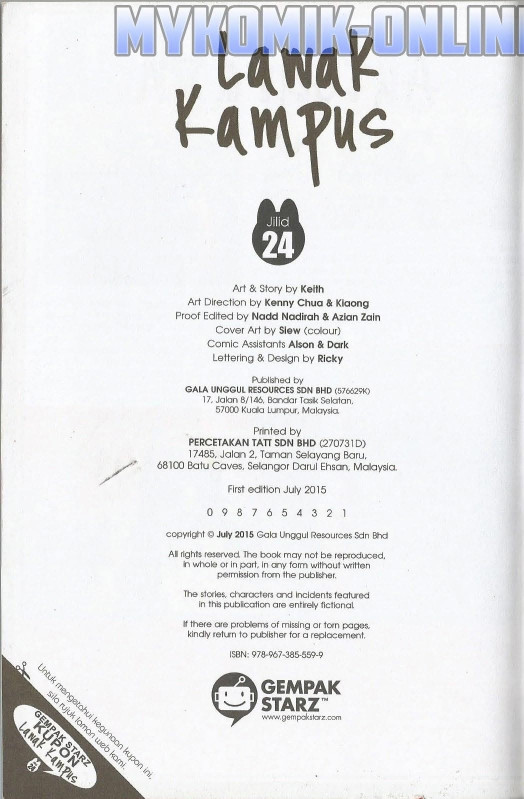 MYKOMIK-ONLINE
Lawak
Kampus
Jilid
24
Art & Story by Keith
Art Direction by Kenny Chua & Kiaong
Proof Edited by Nadd Nadirah & Azian Zain
Cover Art by Siew (colour)
Comic Assistants Alson & Dark
Lettering & Design by Ricky
Published by
GALA UNGGUL RESOURCES SDN BHD (576629K)
17, Jalan 8/146, Bandar Tasik Selatan,
57000 Kuala Lumpur, Malaysia.
Printed by
PERCETAKAN TATT SDN BHD (270731D)
17485, Jalan 2, Taman Selayang Baru,
68100 Batu Caves, Selangor Darul Ehsan, Malaysia.
First edition July 2015
0 9 8 7 6 5 4 3 2 1
copyright © July 2015 Gala Unggul Resources Sdn Bhd
All rights reserved. The book may not be reproduced,
in whole or in part, in any form without written
permission from the publisher.
The stories, characters and incidents featured
in this publication are entirely fictional.
If there are problems of missing or torn pages,
kindly return to publisher for a replacement.
ISBN: 978-967-385-559-9
GEMPAK
STARZ™
www.gempakstarz.com
Untuk mengetahui kegunaan kupon ini,
sila rujuk laman web kami.
GEMPAK STARZ
KUPON
Lawak Kampus
24